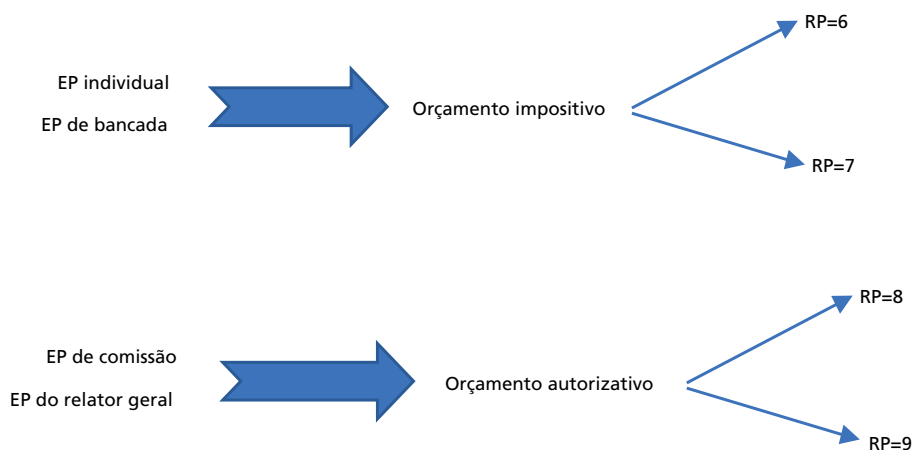 RP=6
EP individual
EP de bancada
Orçamento impositivo
RP=7
RP=8
EP de comissão
EP do relator geral
Orçamento autorizativo
RP=9